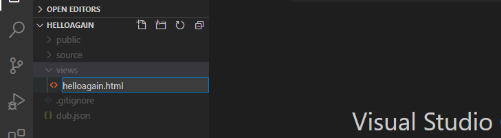 OPEN EDITORS
HELLOAGAIN
public
source
views
helloagain.html
.gitignore
dub.json
Visual Studio